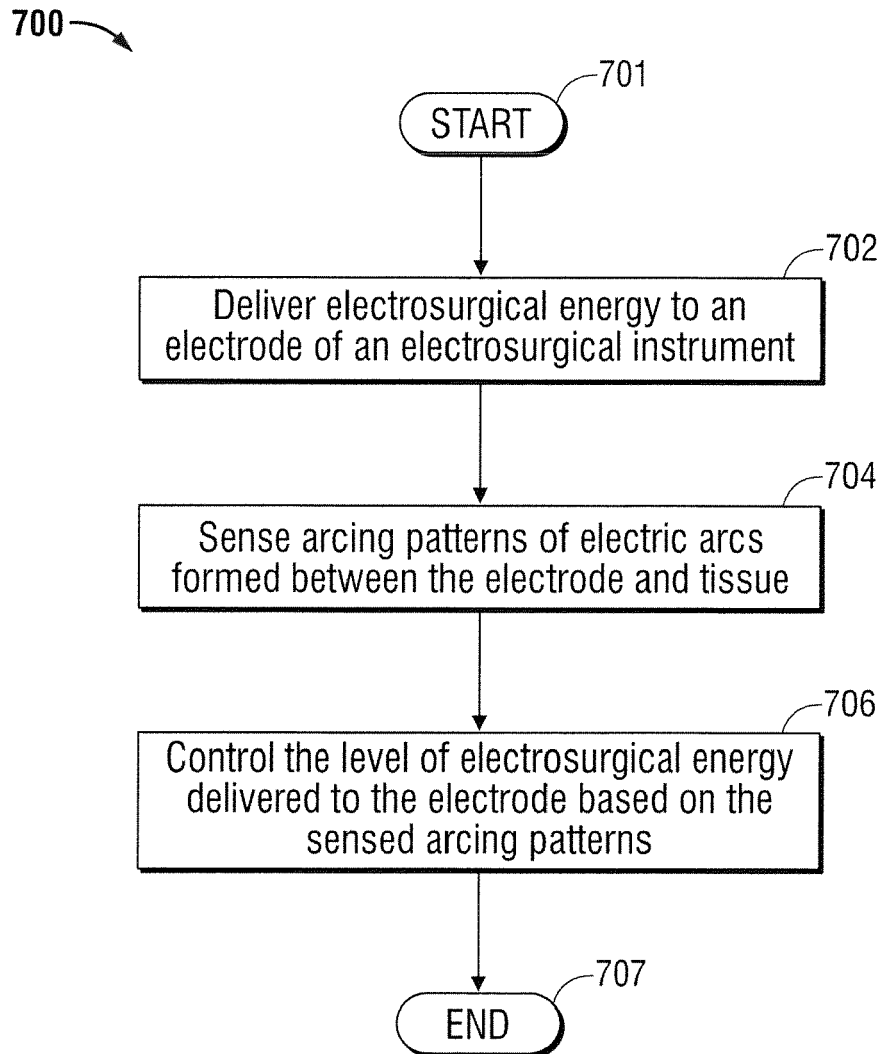 700
701
START
702
Deliver electrosurgical energy to an
electrode of an electrosurgical instrument
704
Sense arcing patterns of electric arcs
formed between the electrode and tissue
706
Control the level of electrosurgical energy
delivered to the electrode based on the
sensed arcing patterns
707
END